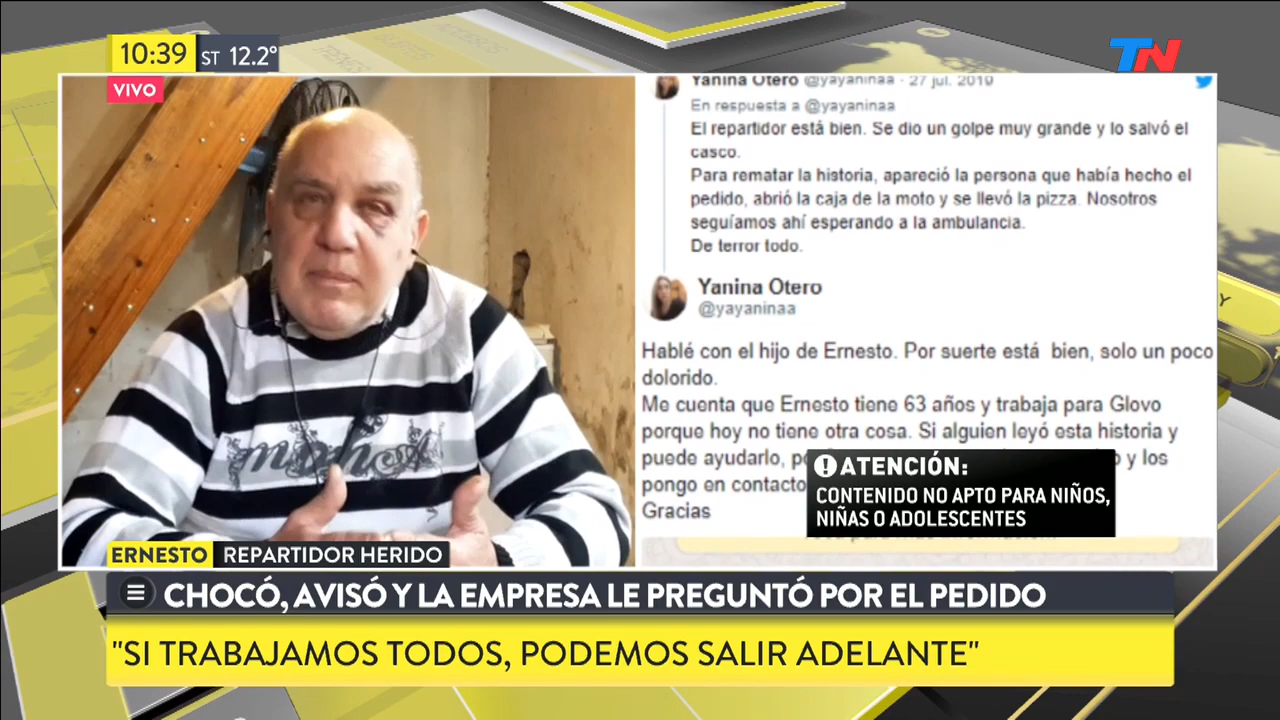 10:39 ST 12.2°
VIVO
TN
Yanina Otero @yayaninaa · 27 jul. 2019
En respuesta a @yayaninaa
El repartidor está bien. Se dio un golpe muy grande y lo salvó el
casco.
Para rematar la historia, apareció la persona que había hecho el
pedido, abrió la caja de la moto y se llevó la pizza. Nosotros
seguíamos ahí esperando a la ambulancia.
De terror todo.
Yanina Otero
@yayaninaa
Hablé con el hijo de Ernesto. Por suerte está bien, solo un poco
dolorido.
Me cuenta que Ernesto tiene 63 años y trabaja para Glovo
porque hoy no tiene otra cosa. Si alguien leyó esta historia y
puede ayudarlo, y los
pongo en contacto
Gracias
ATENCIÓN:
CONTENIDO NO APTO PARA NIÑOS,
NIÑAS O ADOLESCENTES
ERNESTO REPARTIDOR HERIDO
CHOCÓ, AVISÓ Y LA EMPRESA LE PREGUNTÓ POR EL PEDIDO
"SI TRABAJAMOS TODOS, PODEMOS SALIR ADELANTE"